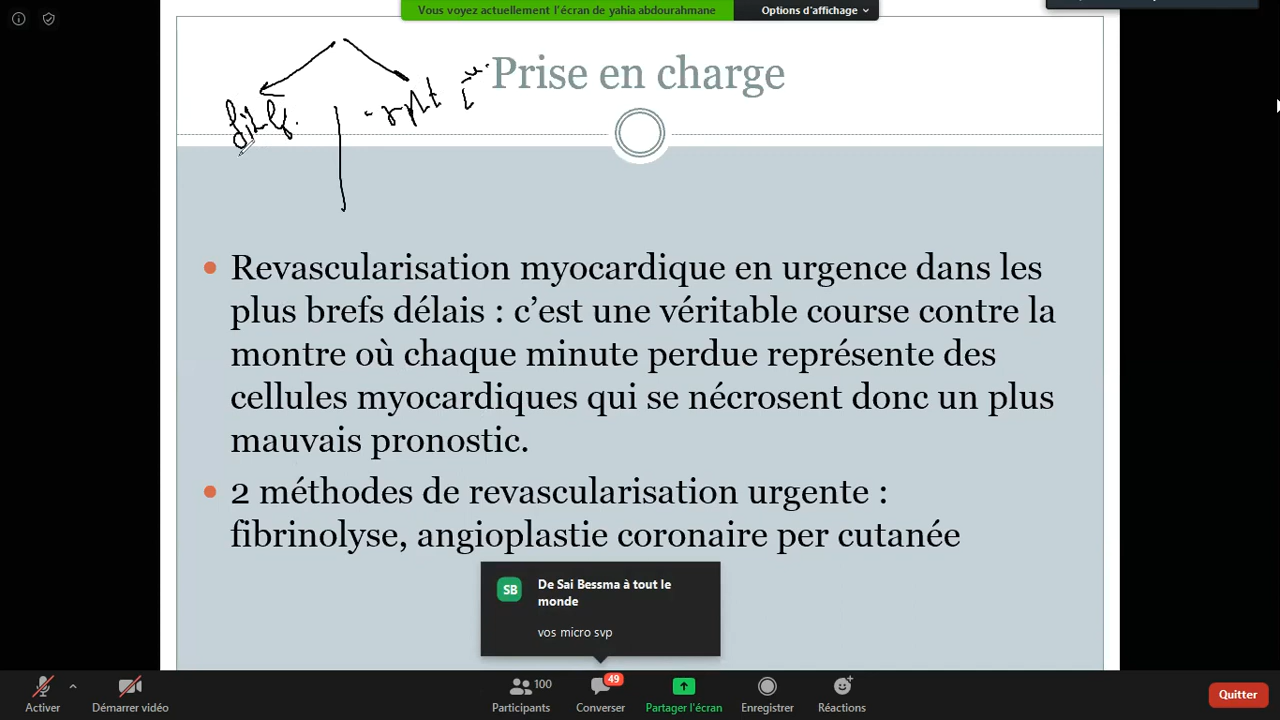 Vous voyez actuellement l'écran de yahia abdourahmane
Options d'affichage
Prise en charge
Revascularisation myocardique en urgence dans les
plus brefs délais : c'est une véritable course contre la
montre où chaque minute perdue représente des
cellules myocardiques qui se nécrosent donc un plus
mauvais pronostic.
2 méthodes de revascularisation urgente :
fibrinolyse, angioplastie coronaire per cutanée
SB
De Sai Bessma à tout le
monde
vos micro svp
100
49
Activer
Démarrer vidéo
Participants
Converser
Partager l'écran
Enregistrer
Réactions
Quitter